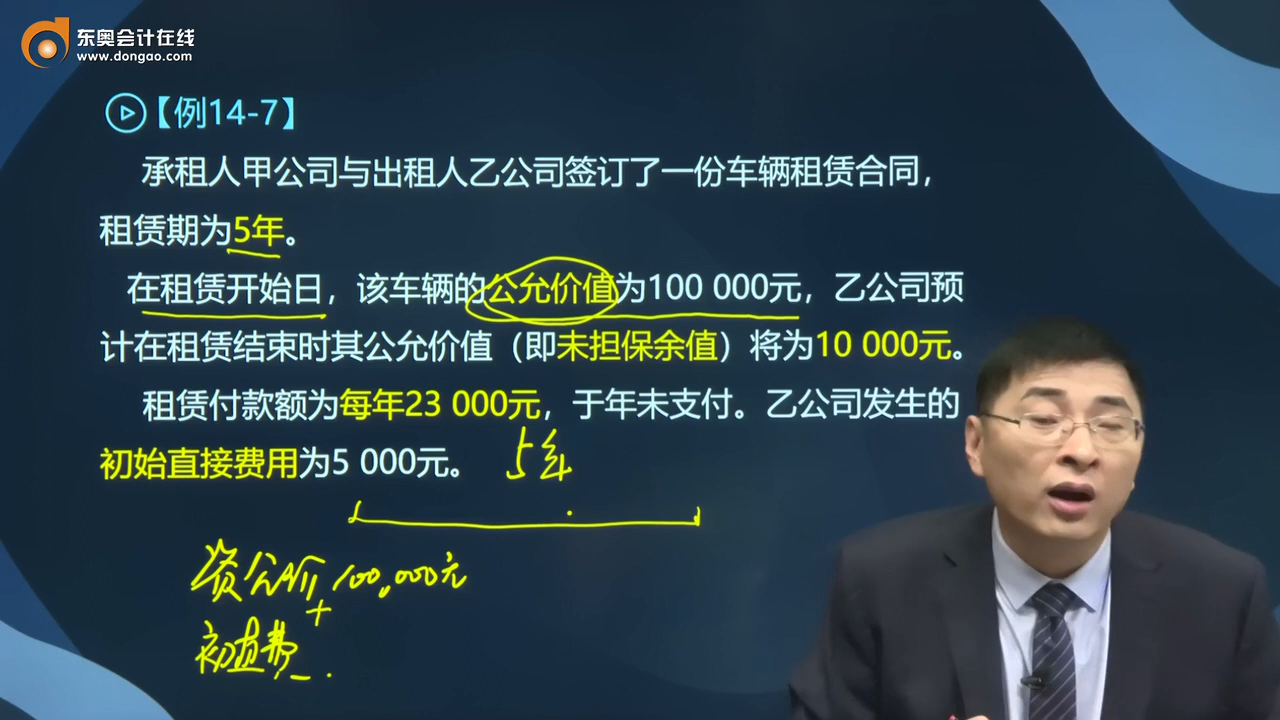 东奥会计在线
www.dongao.com
【例14-7】
承租人甲公司与出租人乙公司签订了一份车辆租赁合同，
租赁期为5年。
在租赁开始日，该车辆的公允价值为100 000元，乙公司预
计在租赁结束时其公允价值（即未担保余值）将为10 000元。
租赁付款额为每年23 000元，于年末支付。乙公司发生的
初始直接费用为5 000元。
5年
资公价 100,000元
+
初直费